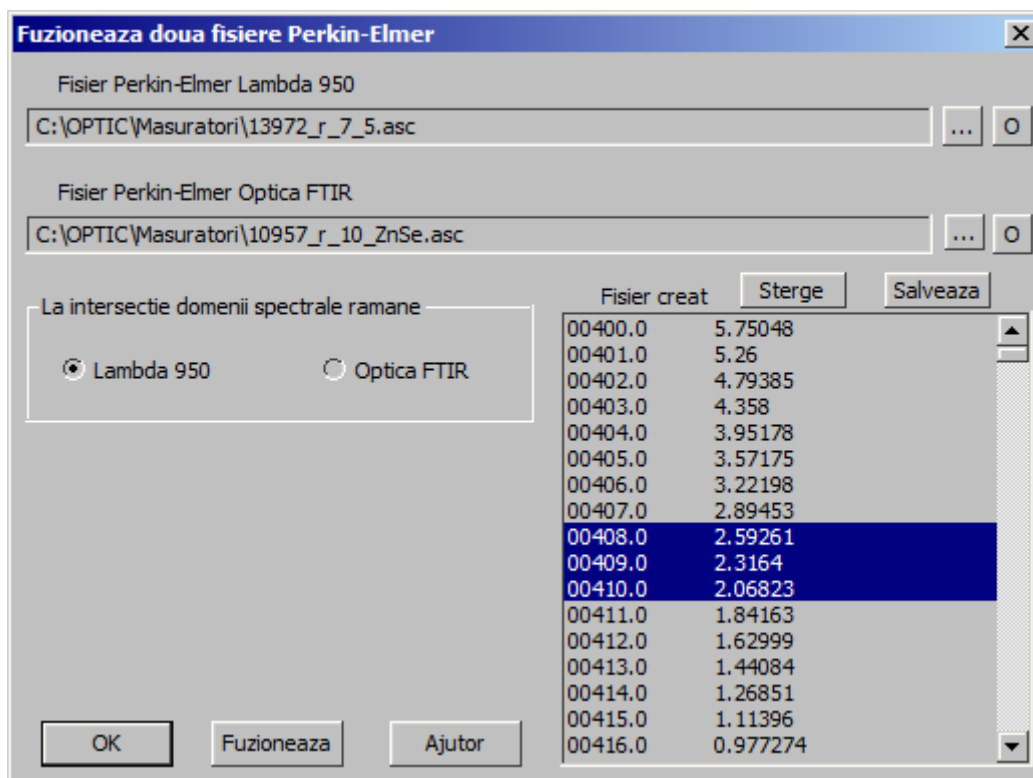 Fuzioneaza doua fisiere Perkin-Elmer
Fisier Perkin-Elmer Lambda 950
C:\OPTIC\Masuratori\13972_r_7_5.asc
... O
Fisier Perkin-Elmer Optica FTIR
C:\OPTIC\Masuratori\10957_r_10_ZnSe.asc
... O
La intersectie domenii spectrale ramane
Lambda 950 Optica FTIR
Fisier creat Sterge Salveaza
00400.0 5.75048
00401.0 5.26
00402.0 4.79385
00403.0 4.358
00404.0 3.95178
00405.0 3.57175
00406.0 3.22198
00407.0 2.89453
00408.0 2.59261
00409.0 2.3164
00410.0 2.06823
00411.0 1.84163
00412.0 1.62999
00413.0 1.44084
00414.0 1.26851
00415.0 1.11396
00416.0 0.977274
OK Fuzioneaza Ajutor